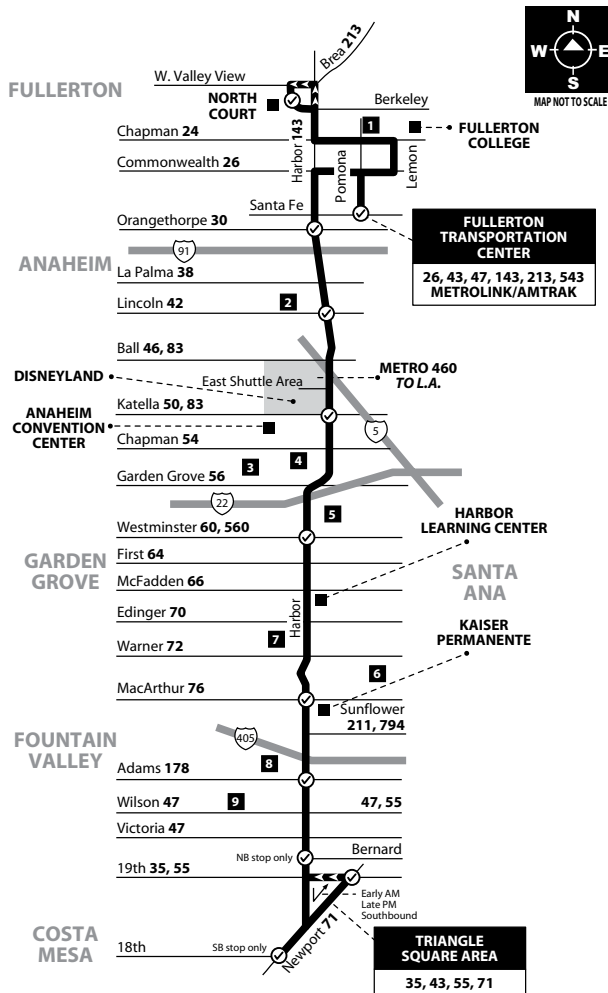 N
W E
S
MAP NOT TO SCALE
Brea 213
W. Valley View
FULLERTON
NORTH
COURT
Berkeley
1
FULLERTON
COLLEGE
Chapman 24
Harbor 143
Pomona
Lemon
Commonwealth 26
Santa Fe
Orangethorpe 30
FULLERTON
TRANSPORTATION
CENTER
26, 43, 47, 143, 213, 543
METROLINK/AMTRAK
91
ANAHEIM
La Palma 38
2
Lincoln 42
Ball 46, 83
DISNEYLAND
East Shuttle Area
METRO 460
TO L.A.
Katella 50, 83
ANAHEIM
CONVENTION
CENTER
5
Chapman 54
3
4
Garden Grove 56
22
5
HARBOR
LEARNING CENTER
Westminster 60, 560
First 64
GARDEN
GROVE
McFadden 66
SANTA
ANA
Edinger 70
Harbor
7
KAISER
PERMANENTE
Warner 72
6
MacArthur 76
Sunflower
211, 794
FOUNTAIN
VALLEY
405
8
Adams 178
Wilson 47
9
47, 55
Victoria 47
NB stop only
Bernard
19th 35, 55
Early AM
Late PM
Southbound
Newport 71
COSTA
MESA
18th
SB stop only
TRIANGLE
SQUARE AREA
35, 43, 55, 71